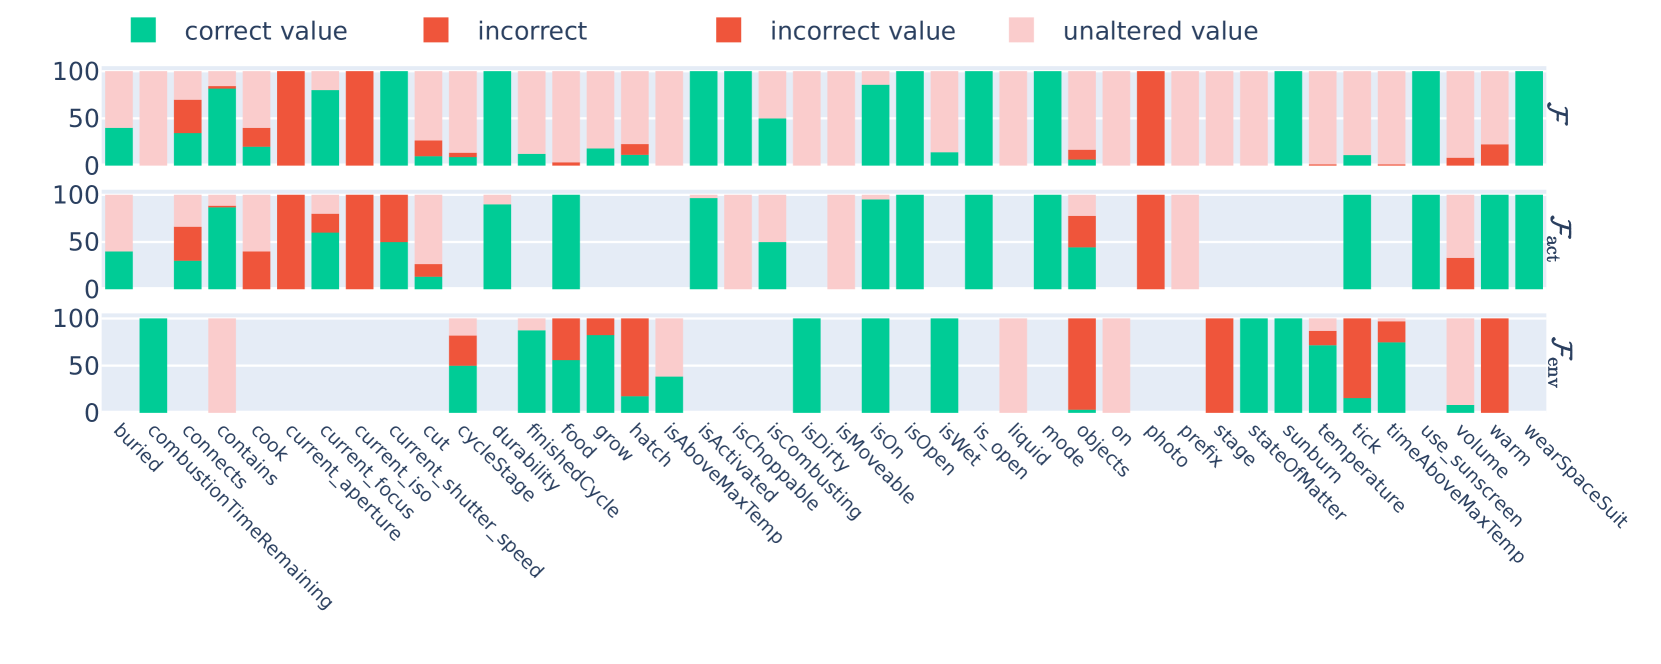 correct value incorrect incorrect value unaltered value
100
50
0
ℱ
100
50
0
ℱact
100
50
0
ℱenv
buried
combustionTimeRemaining
connects
contains
cook
current_aperture
current_focus
current_iso
current_shutter_speed
cut
cycleStage
durability
finishedCycle
food
grow
hatch
isAboveMaxTemp
isActivated
isChoppable
isCombusting
isDirty
isMoveable
isOn
isOpen
isWet
is_open
liquid
mode
objects
on
photo
prefix
stage
stateOfMatter
sunburn
temperature
tick
timeAboveMaxTemp
use_sunscreen
volume
warm
wearSpaceSuit